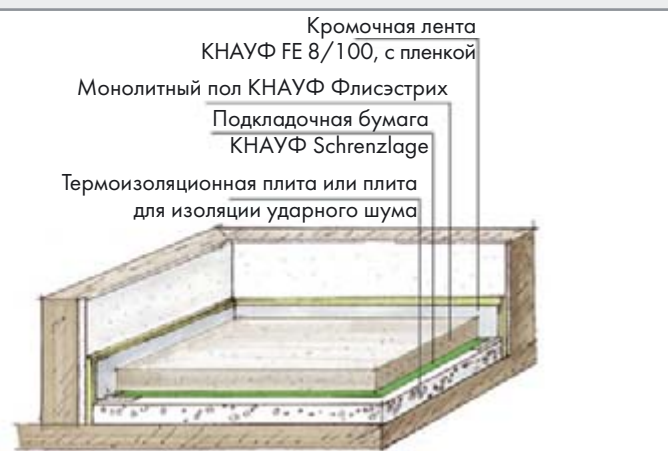 Кромочная лента
КНАУФ FE 8/100, с пленкой
Монолитный пол КНАУФ Флисэстрих
Подкладочная бумага
КНАУФ Schrenzlage
Термоизоляционная плита или плита
для изоляции ударного шума